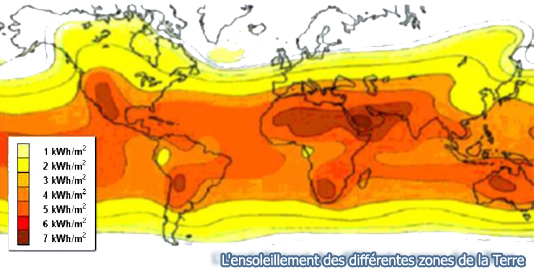 1 kWh/m²
2 kWh/m²
3 kWh/m²
4 kWh/m²
5 kWh/m²
6 kWh/m²
7 kWh/m²
L'ensoleillement des différentes zones de la Terre